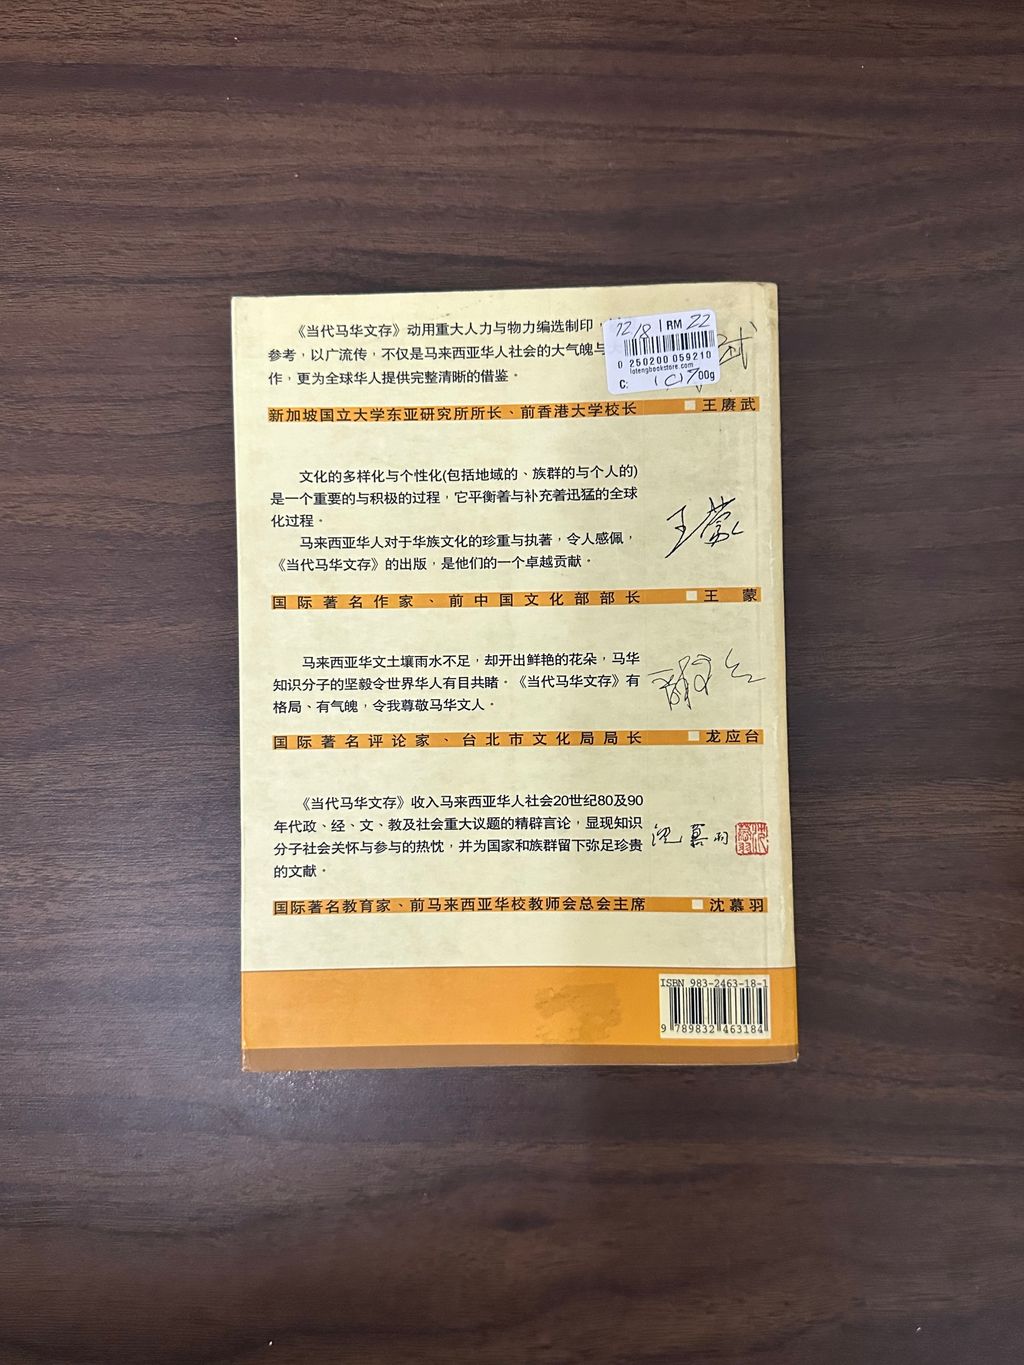 《当代马华文存》动用重大人力与物力编选制印，
参考，以广流传，不仅是马来西亚华人社会的大气魄与
作，更为全球华人提供完整清晰的借鉴。
新加坡国立大学东亚研究所所长、前香港大学校长 王赓武
12/8 RM 22
0 250200 059210
lotengbookstore.com
C: 00g
武
文化的多样化与个性化(包括地域的、族群的与个人的)
是一个重要的与积极的过程，它平衡着与补充着迅猛的全球
化过程。
马来西亚华人对于华族文化的珍重与执著，令人感佩，
《当代马华文存》的出版，是他们的一个卓越贡献。
王蒙
国际著名作家、前中国文化部部长 王 蒙
马来西亚华文土壤雨水不足，却开出鲜艳的花朵，马华
知识分子的坚毅令世界华人有目共睹。《当代马华文存》有
格局、有气魄，令我尊敬马华文人。
国际著名评论家、台北市文化局局长 龙应台
《当代马华文存》收入马来西亚华人社会20世纪80及90
年代政、经、文、教及社会重大议题的精辟言论，显现知识
分子社会关怀与参与的热忱，并为国家和族群留下弥足珍贵
的文献。
沈慕羽
国际著名教育家、前马来西亚华校教师会总会主席 沈慕羽
ISBN 983-2463-18-1
9 789832 463184